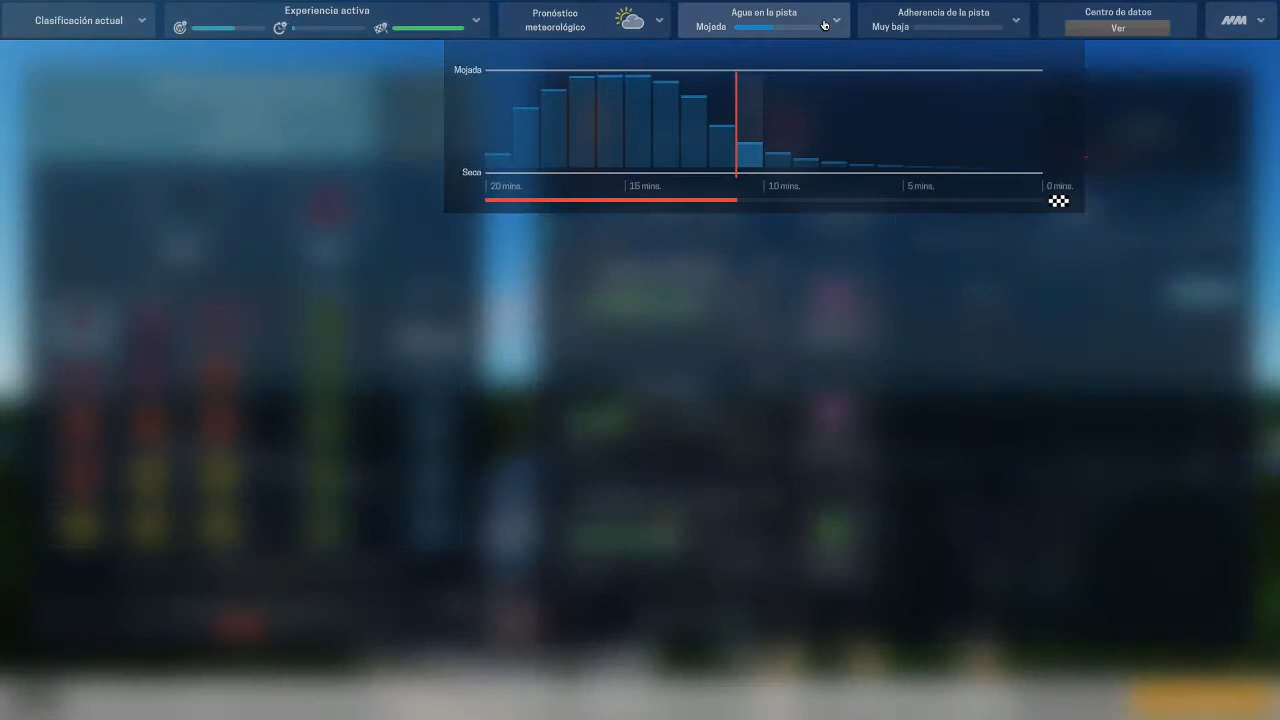 Clasificación actual
Experiencia activa
Pronóstico
meteorológico
Agua en la pista
Mojada
Adherencia de la pista
Muy baja
Centro de datos
Ver
MM
Mojada
Seca
20 mins.
15 mins.
10 mins.
5 mins.
0 mins.